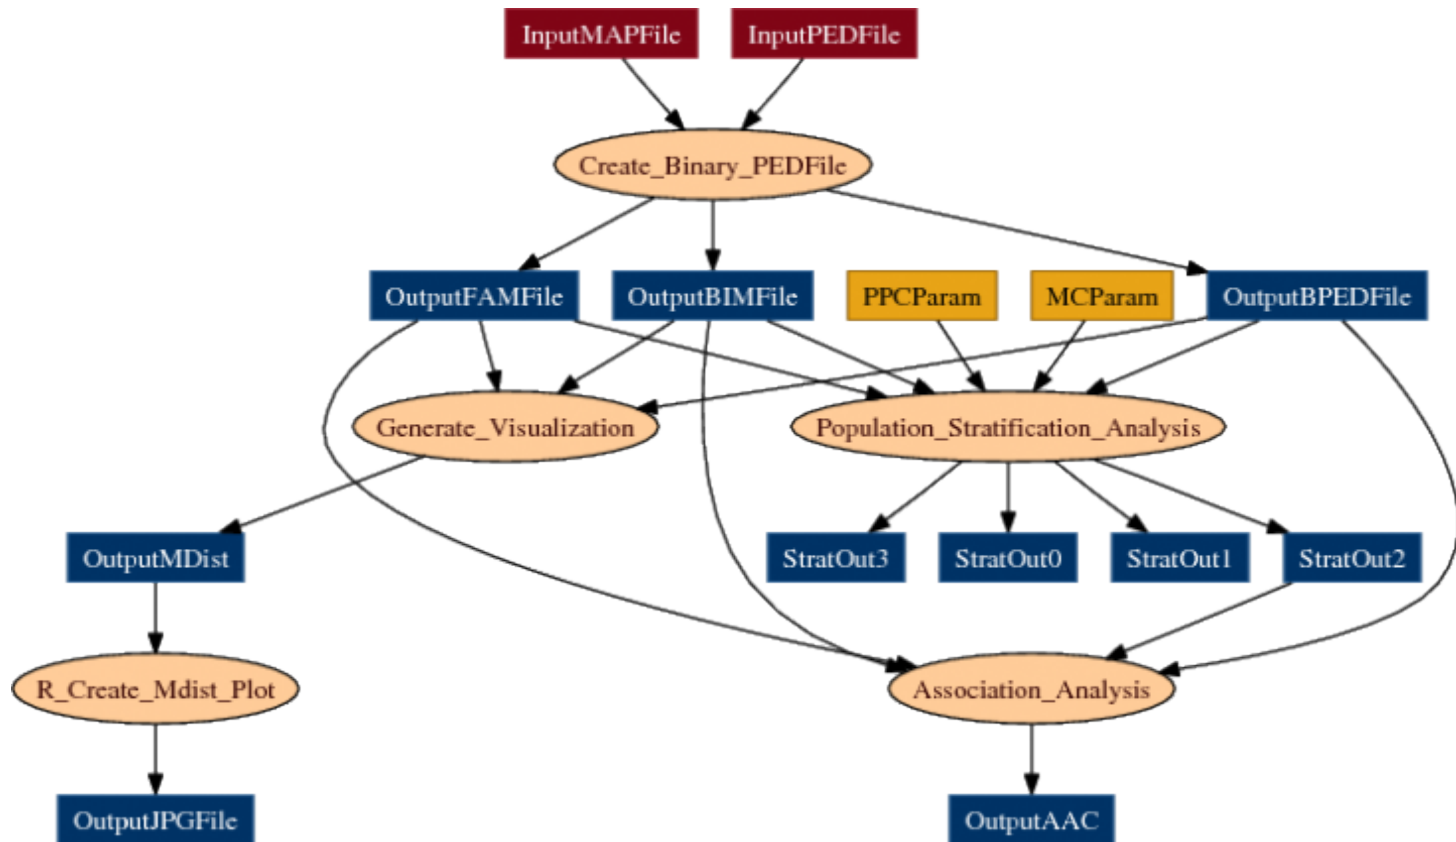 InputMAPFile
InputPEDFile
Create_Binary_PEDFile
OutputFAMFile
OutputBIMFile
PPCParam
MCParam
OutputBPEDFile
Generate_Visualization
Population_Stratification_Analysis
OutputMDist
StratOut3
StratOut0
StratOut1
StratOut2
R_Create_Mdist_Plot
Association_Analysis
OutputJPGFile
OutputAAC